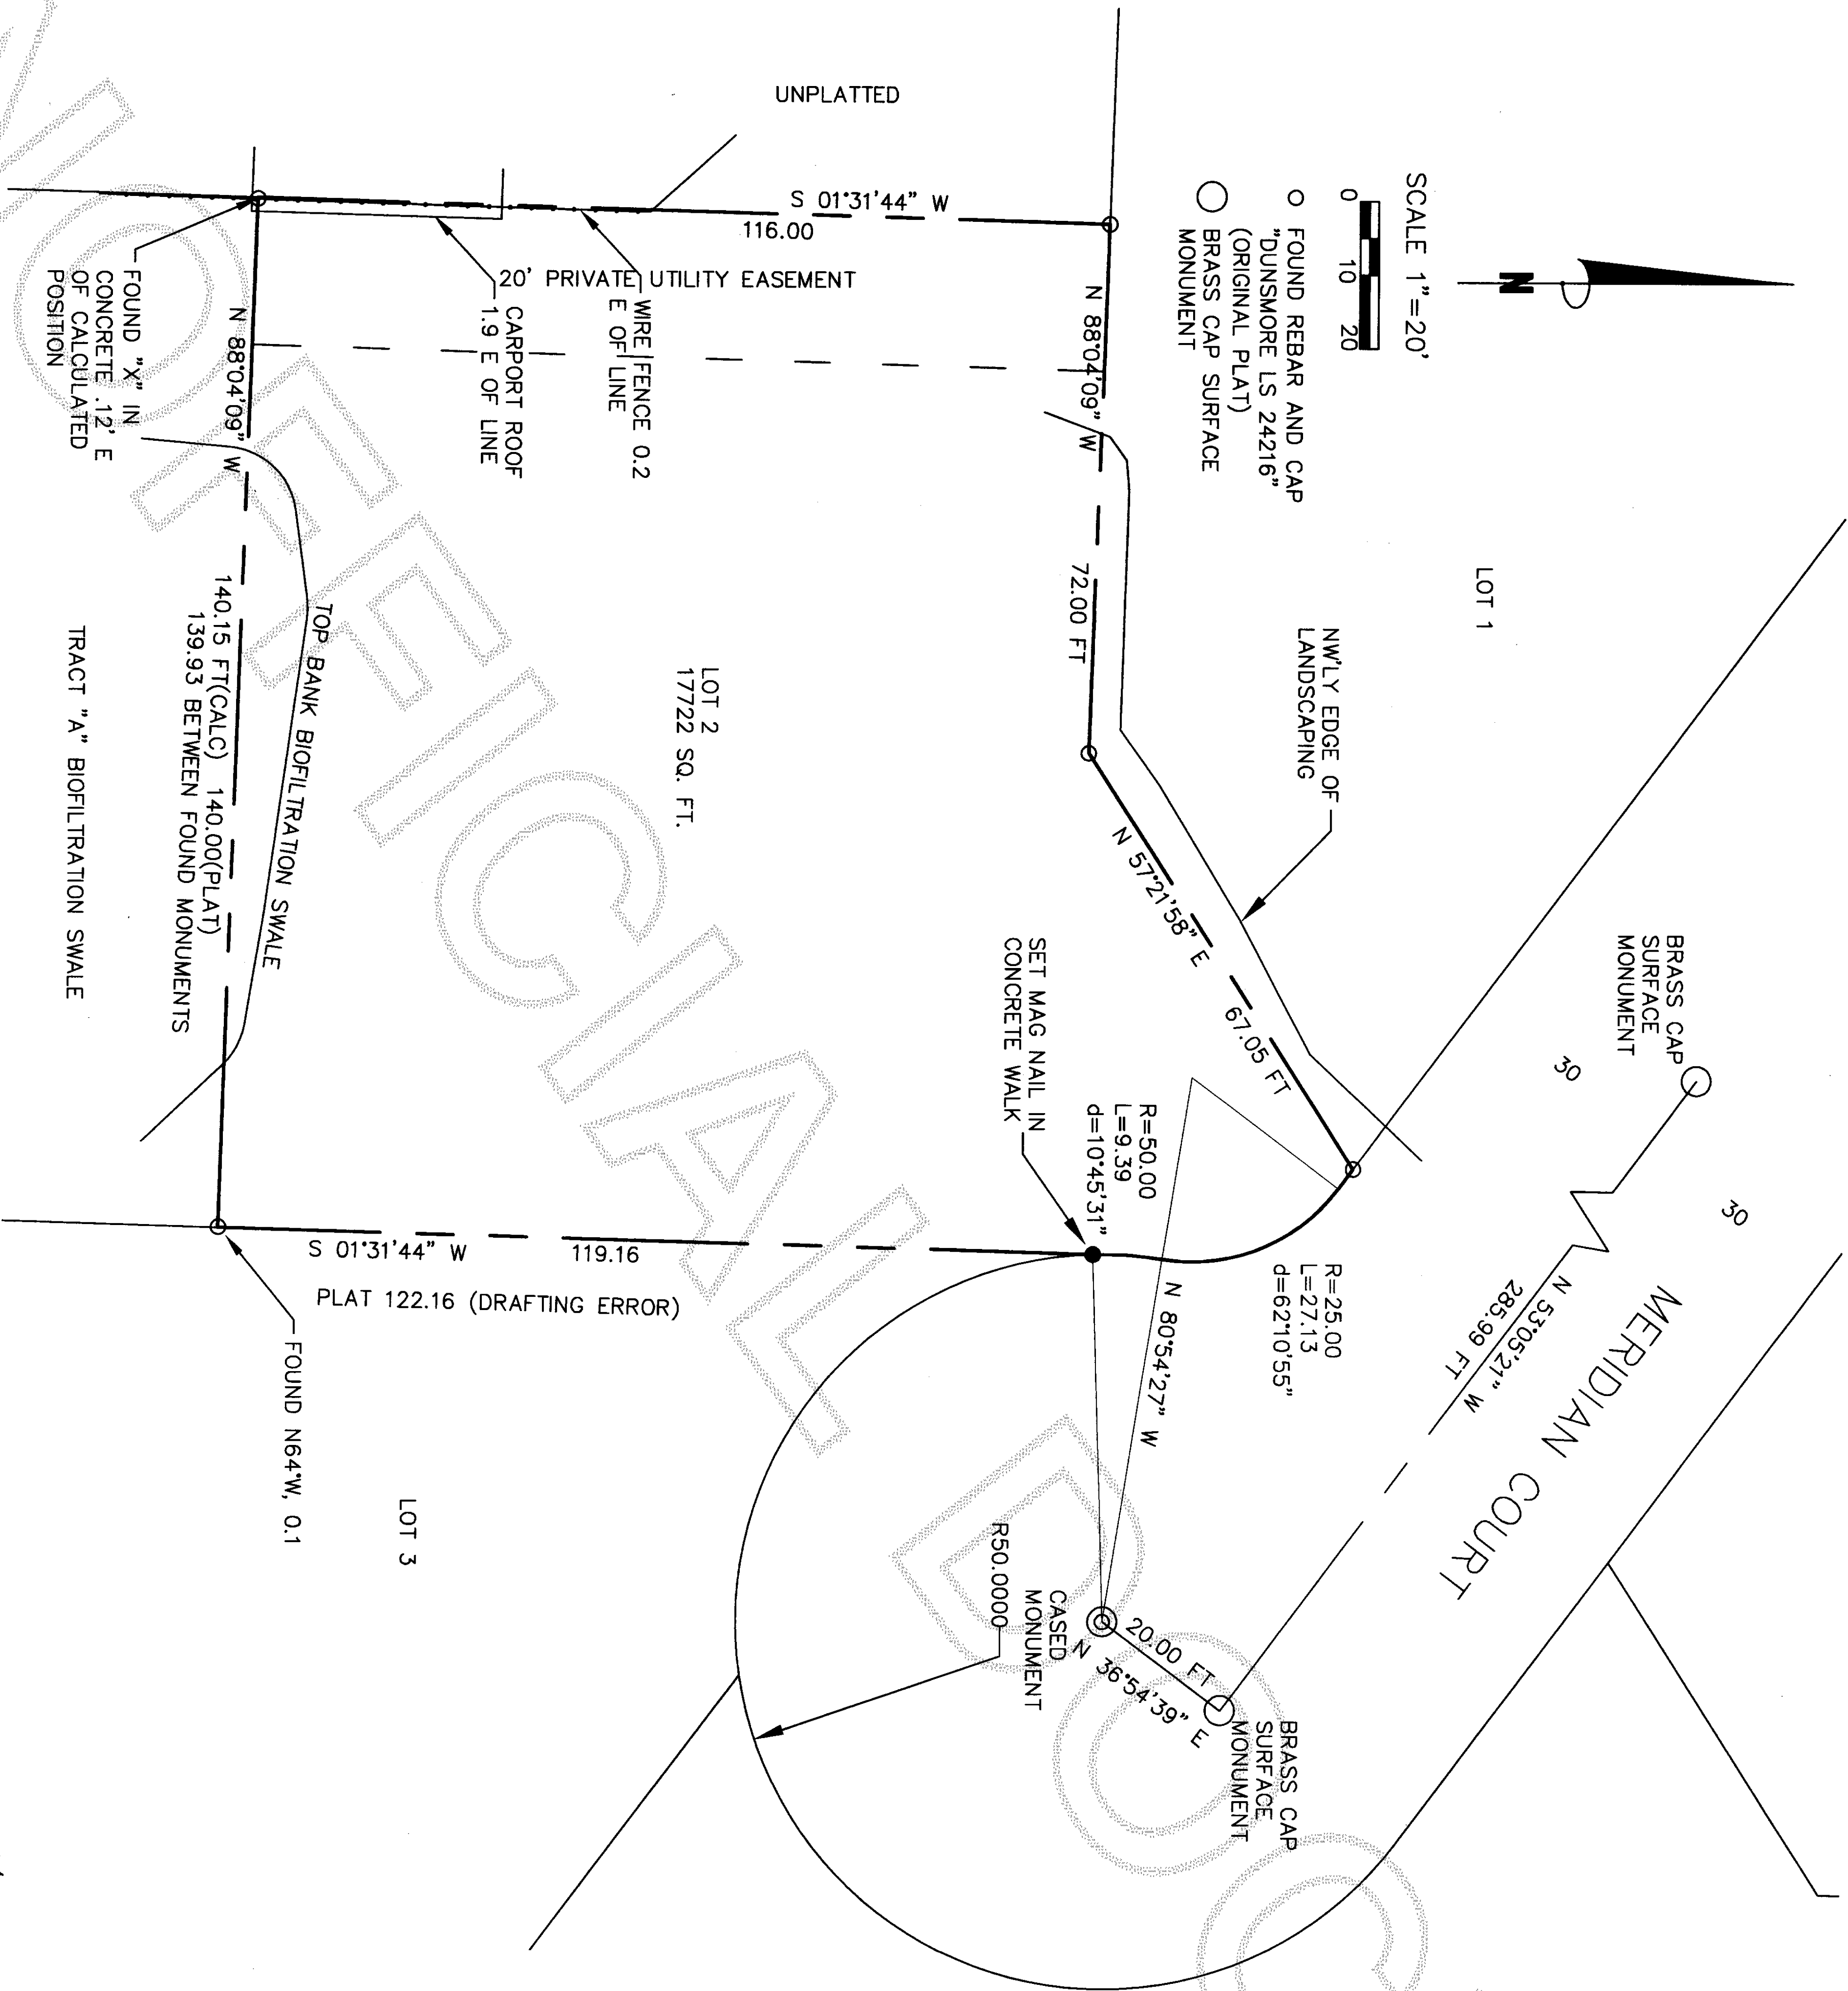 UNPLATTED
SCALE 1"=20'
0 10 20
N
FOUND REBAR AND CAP
"DUNSMORE LS 24216"
(ORIGINAL PLAT)
BRASS CAP SURFACE
MONUMENT
LOT 1
NW'LY EDGE OF
LANDSCAPING
BRASS CAP
SURFACE
MONUMENT
30
30
N 53°05'21" W
285.99 FT
MERIDIAN COURT
S 01°31'44" W
116.00
20' PRIVATE UTILITY EASEMENT
WIRE FENCE 0.2
E OF LINE
CARPORT ROOF
1.9 E OF LINE
N 88°04'09" W
72.00 FT
N 57°21'58" E
67.05 FT
R=50.00
L=9.39
d=10°45'31"
R=25.00
L=27.13
d=62°10'55"
SET MAG NAIL IN
CONCRETE WALK
N 80°54'27" W
LOT 2
17722 SQ. FT.
FOUND "X" IN
CONCRETE .12' E
OF CALCULATED
POSITION
N 88°04'09" W
140.15 FT(CALC) 140.00(PLAT)
139.93 BETWEEN FOUND MONUMENTS
TOP BANK BIOFILTRATION SWALE
TRACT "A" BIOFILTRATION SWALE
S 01°31'44" W
119.16
PLAT 122.16 (DRAFTING ERROR)
FOUND N64°W, 0.1
LOT 3
R50.0000
CASED
MONUMENT
20.00 FT
N 36°54'39" E
BRASS CAP
SURFACE
MONUMENT
OFFICIAL DOC